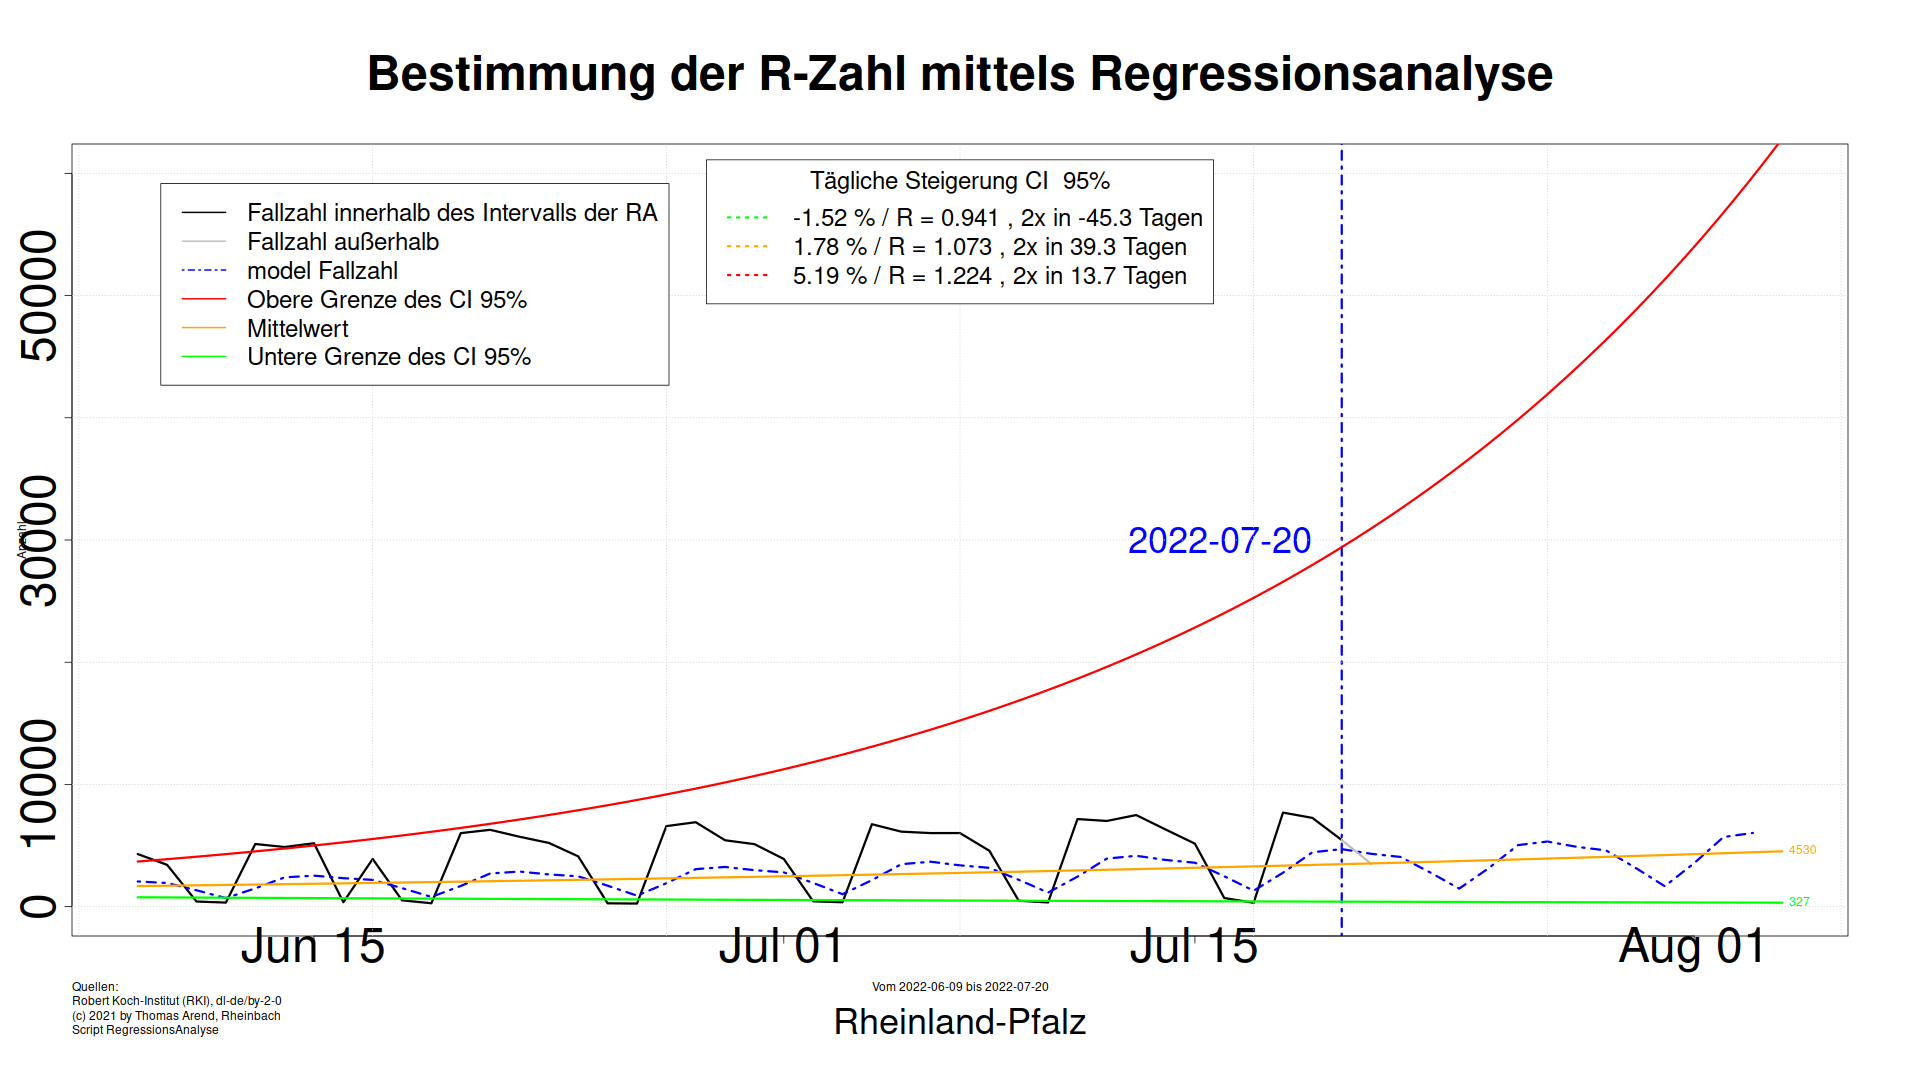 Bestimmung der R-Zahl mittels Regressionsanalyse
Fallzahl innerhalb des Intervalls der RA
Fallzahl außerhalb
model Fallzahl
Obere Grenze des CI 95%
Mittelwert
Untere Grenze des CI 95%
Tägliche Steigerung CI 95%
-1.52 % / R = 0.941 , 2x in -45.3 Tagen
1.78 % / R = 1.073 , 2x in 39.3 Tagen
5.19 % / R = 1.224 , 2x in 13.7 Tagen
50000
30000
10000
0
Anzahl
2022-07-20
4530
327
Jun 15
Jul 01
Jul 15
Aug 01
Quellen:
Robert Koch-Institut (RKI), dl-de/by-2-0
(c) 2021 by Thomas Arend, Rheinbach
Script RegressionsAnalyse
Vom 2022-06-09 bis 2022-07-20
Rheinland-Pfalz